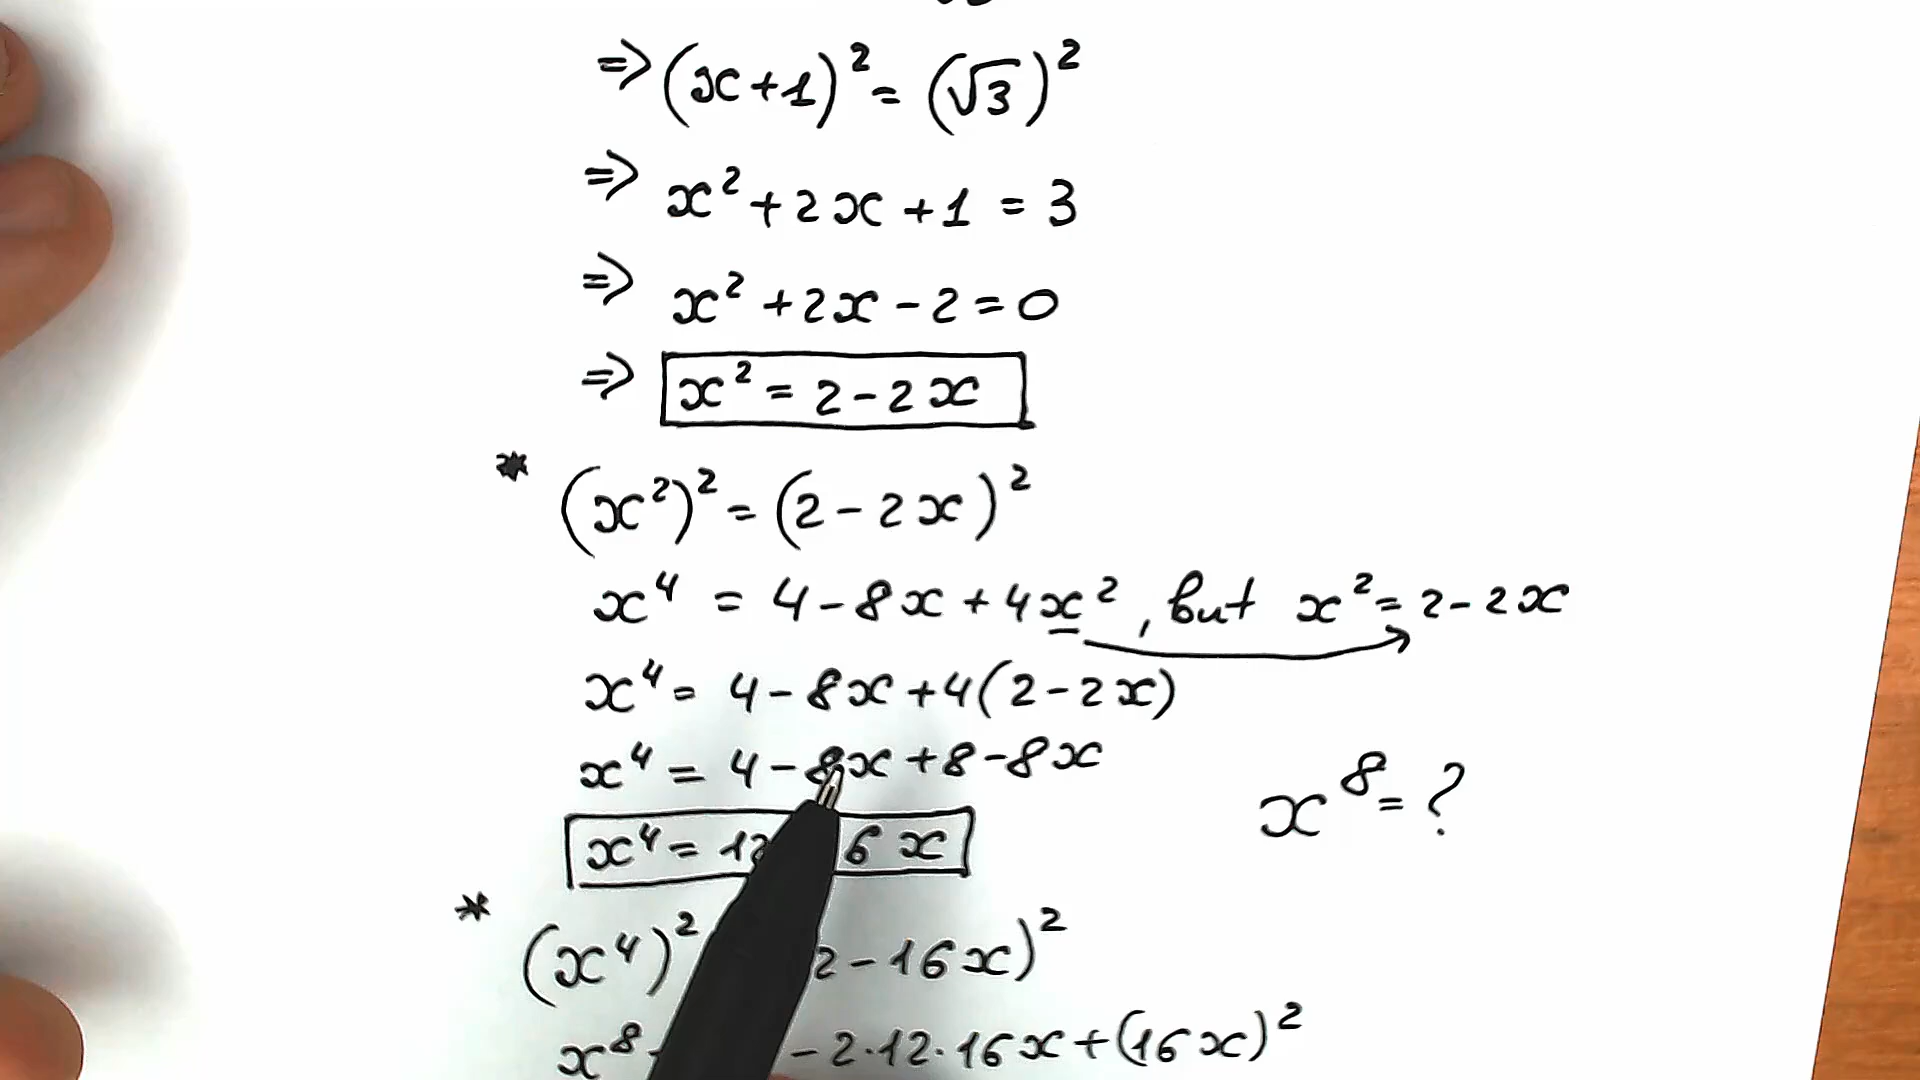 => (x+1)² = (√3)²
=> x² + 2x + 1 = 3
=> x² + 2x - 2 = 0
=> x² = 2 - 2x
* (x²)² = (2 - 2x)²
x⁴ = 4 - 8x + 4x², but x² = 2 - 2x
x⁴ = 4 - 8x + 4(2 - 2x)
x⁴ = 4 - 8x + 8 - 8x
x⁸ = ?
x⁴ = 12 6x
* (x⁴)² 2 - 16x)²
x⁸ - 2·12·16x + (16x)²